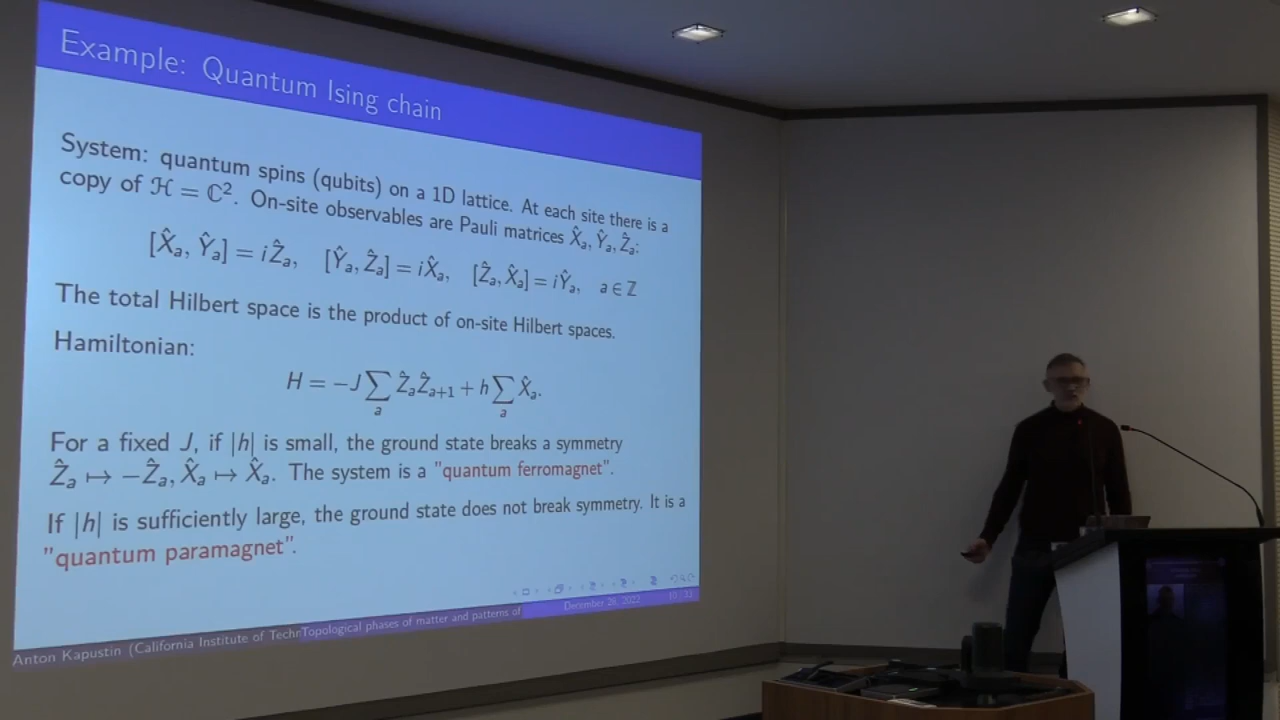 Example: Quantum Ising chain
System: quantum spins (qubits) on a 1D lattice. At each site there is a
copy of ℋ = ℂ². On-site observables are Pauli matrices X̂ₐ, Ŷₐ, Ẑₐ:
[X̂ₐ, Ŷₐ] = iẐₐ, [Ŷₐ, Ẑₐ] = iX̂ₐ, [Ẑₐ, X̂ₐ] = iŶₐ, a ∈ ℤ
The total Hilbert space is the product of on-site Hilbert spaces.
Hamiltonian:
H = −J∑ₐ ẐₐẐₐ₊₁ + h∑ₐ X̂ₐ.
For a fixed J, if |h| is small, the ground state breaks a symmetry
Ẑₐ ↦ −Ẑₐ, X̂ₐ ↦ X̂ₐ. The system is a "quantum ferromagnet".
If |h| is sufficiently large, the ground state does not break symmetry. It is a
"quantum paramagnet".
Anton Kapustin (California Institute of Techn Topological phases of matter and patterns of December 28, 2022